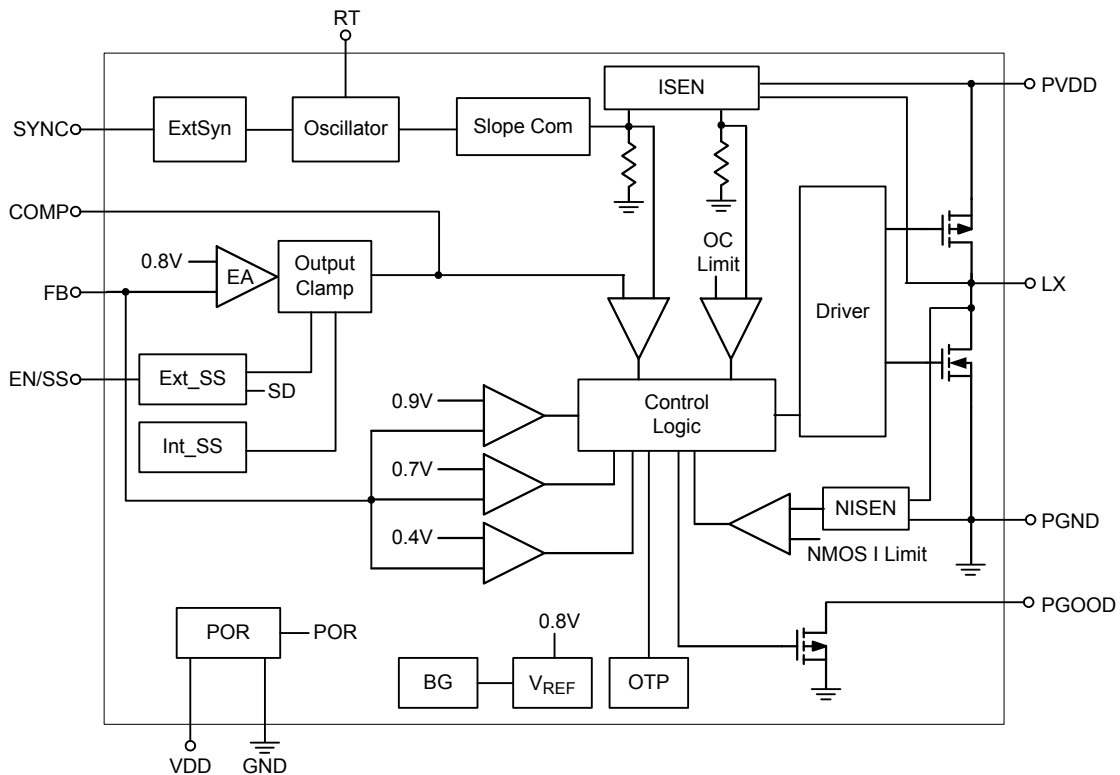 RT
ISEN
PVDD
SYNC
ExtSyn
Oscillator
Slope Com
COMP
OC
Limit
0.8V
EA
Output
Clamp
FB
Driver
LX
EN/SS
Ext_SS
SD
0.9V
Control
Logic
Int_SS
0.7V
NISEN
PGND
0.4V
NMOS I Limit
PGOOD
POR
POR
0.8V
BG
VREF
OTP
VDD
GND